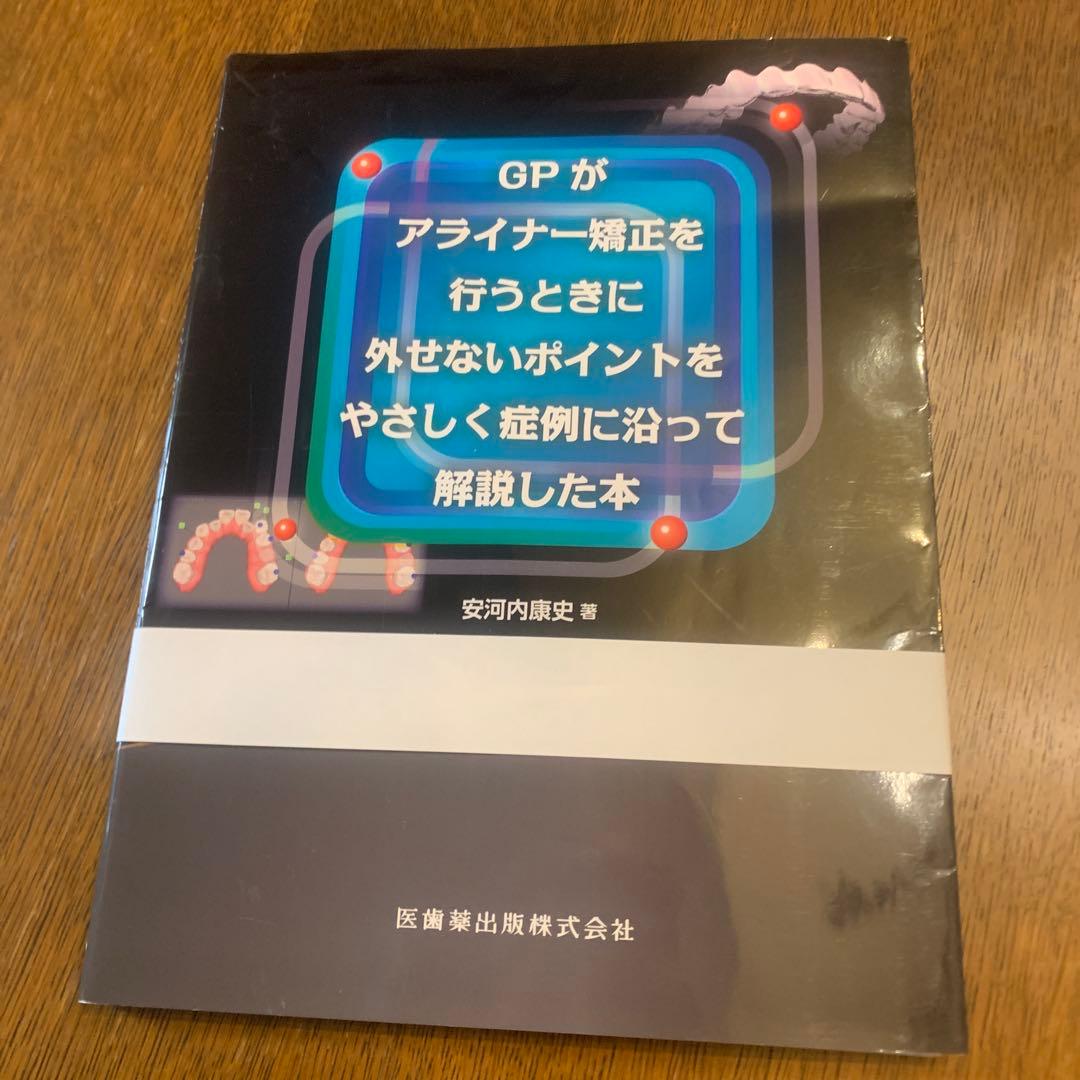 GPが
アライナー矯正を
行うときに
外せないポイントを
やさしく症例に沿って
解説した本
安河内康史 著
医歯薬出版株式会社